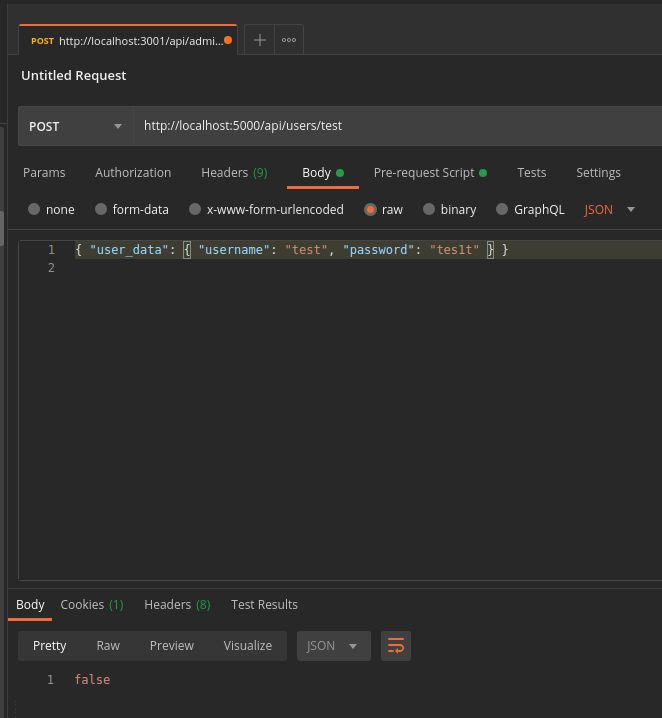 POST http://localhost:3001/api/admi...
Untitled Request
POST http://localhost:5000/api/users/test
Params Authorization Headers (9) Body Pre-request Script Tests Settings
none form-data x-www-form-urlencoded raw binary GraphQL JSON
1 { "user_data": { "username": "test", "password": "tes1t" } }
2
Body Cookies (1) Headers (8) Test Results
Pretty Raw Preview Visualize JSON
1 false